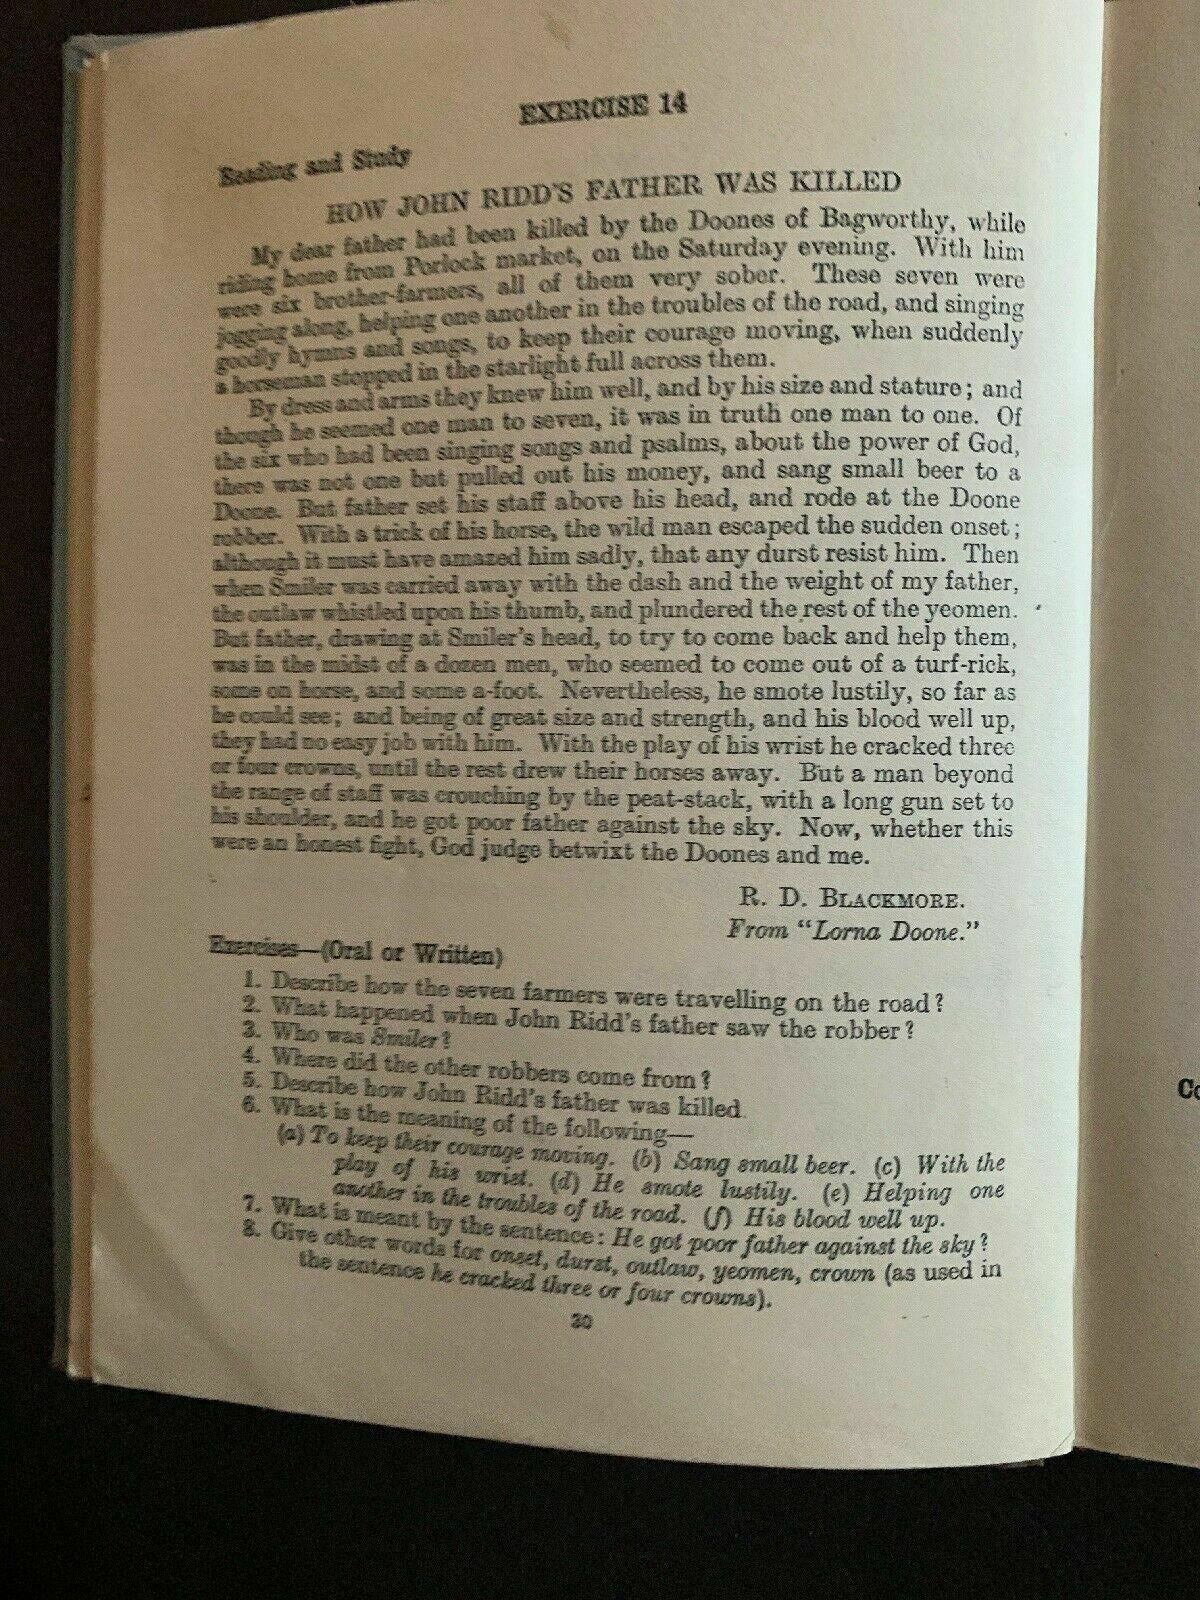 EXERCISE 14
Reading and Study
HOW JOHN RIDD'S FATHER WAS KILLED
My dear father had been killed by the Doones of Bagworthy, while
riding home from Porlock market, on the Saturday evening. With him
were six brother-farmers, all of them very sober. These seven were
jogging along, helping one another in the troubles of the road, and singing
goodly hymns and songs, to keep their courage moving, when suddenly
a horseman stopped in the starlight full across them.
By dress and arms they knew him well, and by his size and stature; and
though he seemed one man to seven, it was in truth one man to one. Of
the six who had been singing songs and psalms, about the power of God,
there was not one but pulled out his money, and sang small beer to a
Doone. But father set his staff above his head, and rode at the Doone
robber. With a trick of his horse, the wild man escaped the sudden onset;
although it must have amazed him sadly, that any durst resist him. Then
when Smiler was carried away with the dash and the weight of my father,
the outlaw whistled upon his thumb, and plundered the rest of the yeomen.
But father, drawing at Smiler's head, to try to come back and help them,
was in the midst of a dozen men, who seemed to come out of a turf-rick,
some on horse, and some a-foot. Nevertheless, he smote lustily, so far as
he could see; and being of great size and strength, and his blood well up,
they had no easy job with him. With the play of his wrist he cracked three
or four crowns, until the rest drew their horses away. But a man beyond
the range of staff was crouching by the peat-stack, with a long gun set to
his shoulder, and he got poor father against the sky. Now, whether this
were an honest fight, God judge betwixt the Doones and me.
R. D. BLACKMORE.
From "Lorna Doone."
Exercises—(Oral or Written)
1. Describe how the seven farmers were travelling on the road?
2. What happened when John Ridd's father saw the robber?
3. Who was Smiler?
4. Where did the other robbers come from?
5. Describe how John Ridd's father was killed.
6. What is the meaning of the following—
(a) To keep their courage moving. (b) Sang small beer. (c) With the
play of his wrist. (d) He smote lustily. (e) Helping one
another in the troubles of the road. (f) His blood well up.
7. What is meant by the sentence: He got poor father against the sky?
8. Give other words for onset, durst, outlaw, yeomen, crown (as used in
the sentence he cracked three or four crowns).
30